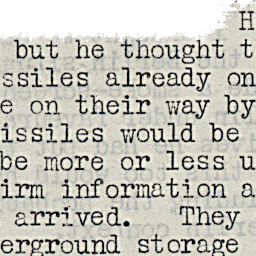 H
but he thought t
ssiles already on
e on their way by
issiles would be
be more or less u
irm information a
arrived. They
erground storage